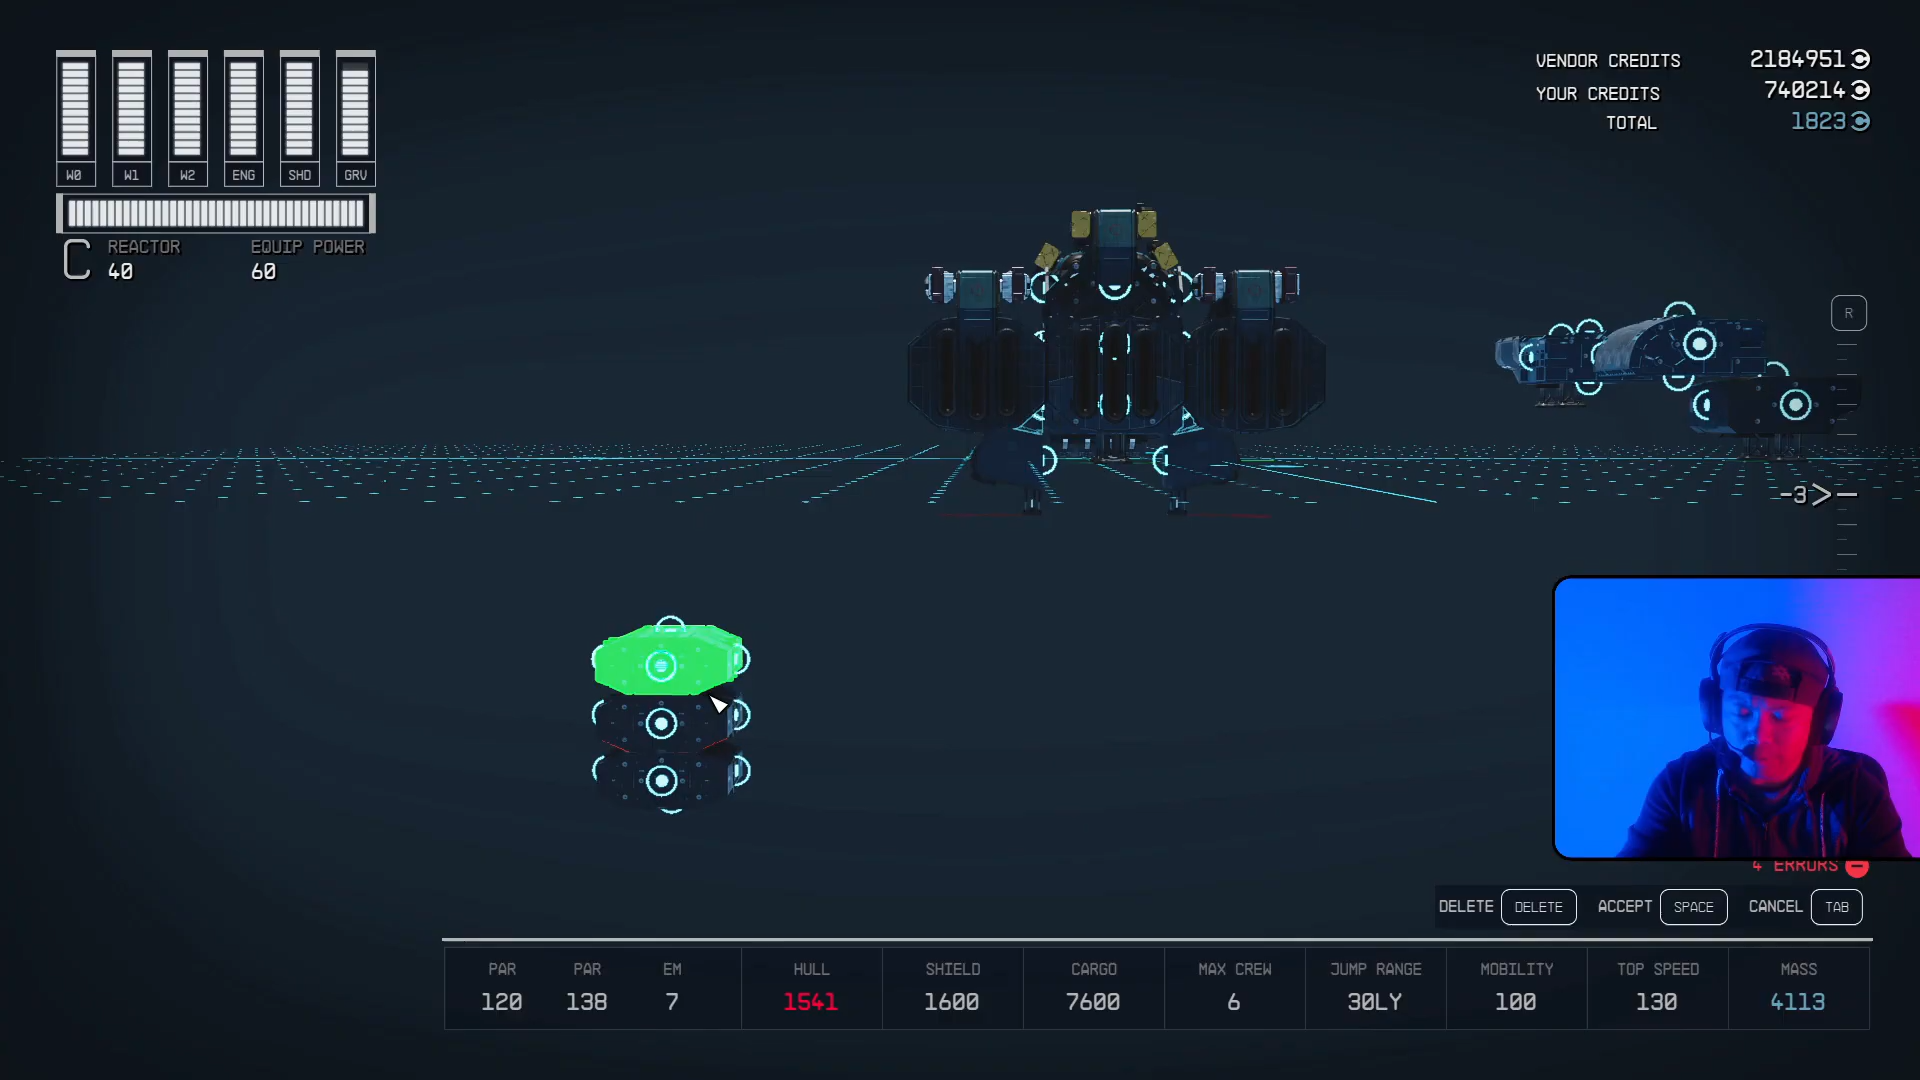 VENDOR CREDITS 2184951
YOUR CREDITS 740214
TOTAL 1823
W0 W1 W2 ENG SHD GRV
C REACTOR EQUIP POWER
40 60
R
-3
4 ERRORS
DELETE DELETE ACCEPT SPACE CANCEL TAB
PAR PAR EM HULL SHIELD CARGO MAX CREW JUMP RANGE MOBILITY TOP SPEED MASS
120 138 7 1541 1600 7600 6 30LY 100 130 4113